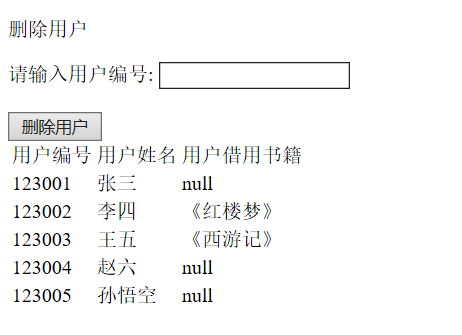 删除用户
请输入用户编号:
删除用户
用户编号 用户姓名 用户借用书籍
123001 张三 null
123002 李四 《红楼梦》
123003 王五 《西游记》
123004 赵六 null
123005 孙悟空 null